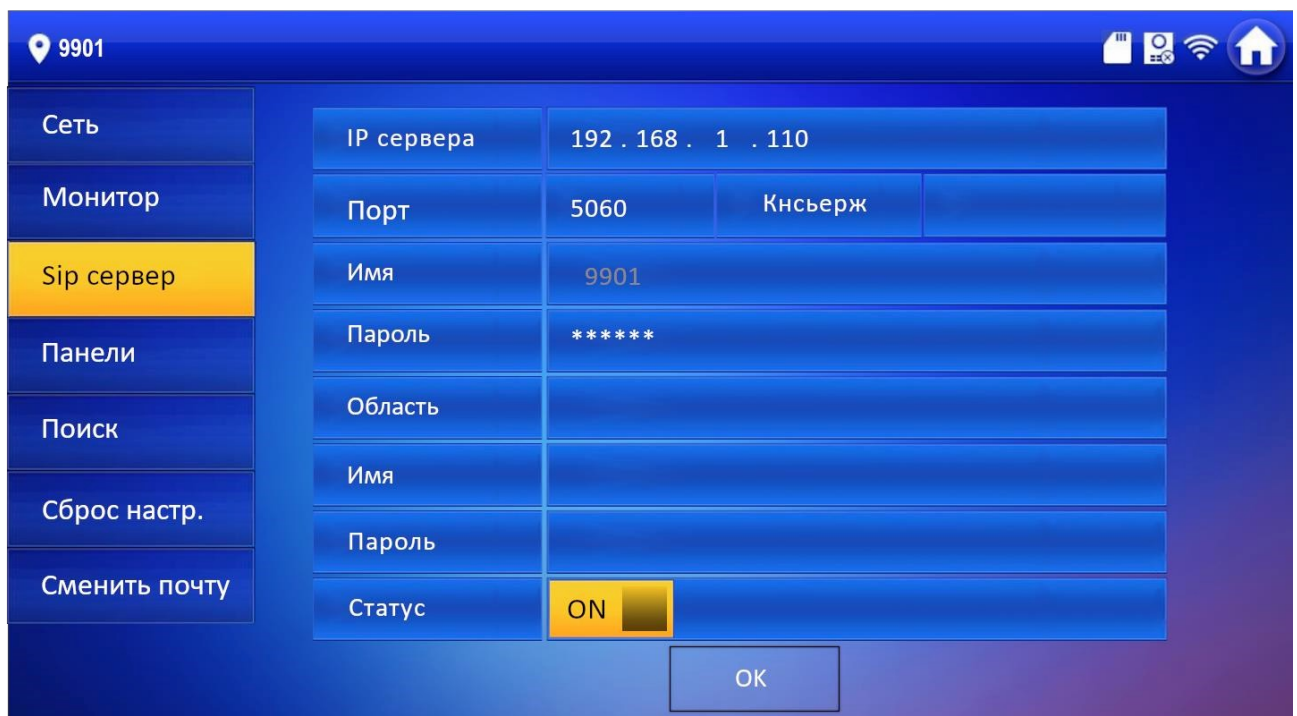 9901
Сеть
Монитор
Sip сервер
Панели
Поиск
Сброс настр.
Сменить почту
IP сервера 192 . 168 . 1 . 110
Порт 5060 Кнсьерж
Имя 9901
Пароль ******
Область
Имя
Пароль
Статус ON
OK